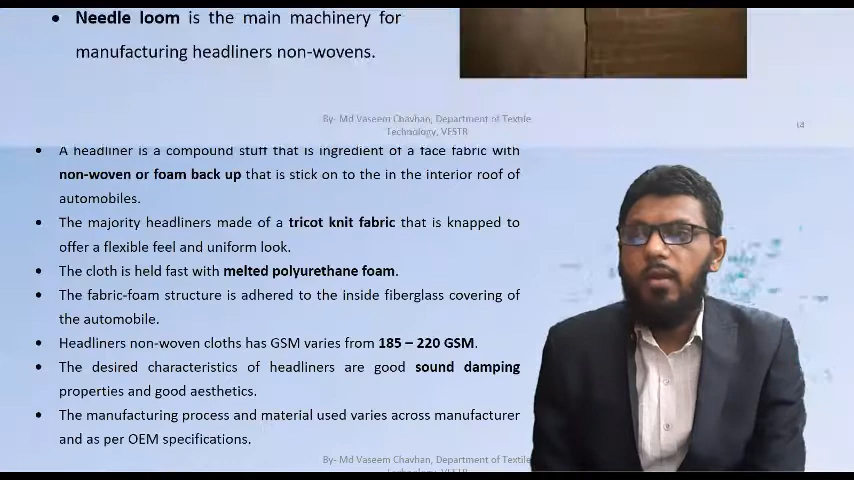 • Needle loom is the main machinery for
manufacturing headliners non-wovens.
By- Md Vaseem Chavhan, Department of Textile
Technology, VFSTR
14
• A headliner is a compound stuff that is ingredient of a face fabric with
non-woven or foam back up that is stick on to the in the interior roof of
automobiles.
• The majority headliners made of a tricot knit fabric that is knapped to
offer a flexible feel and uniform look.
• The cloth is held fast with melted polyurethane foam.
• The fabric-foam structure is adhered to the inside fiberglass covering of
the automobile.
• Headliners non-woven cloths has GSM varies from 185 – 220 GSM.
• The desired characteristics of headliners are good sound damping
properties and good aesthetics.
• The manufacturing process and material used varies across manufacturer
and as per OEM specifications.
By- Md Vaseem Chavhan, Department of Textile
Technology, VFSTR